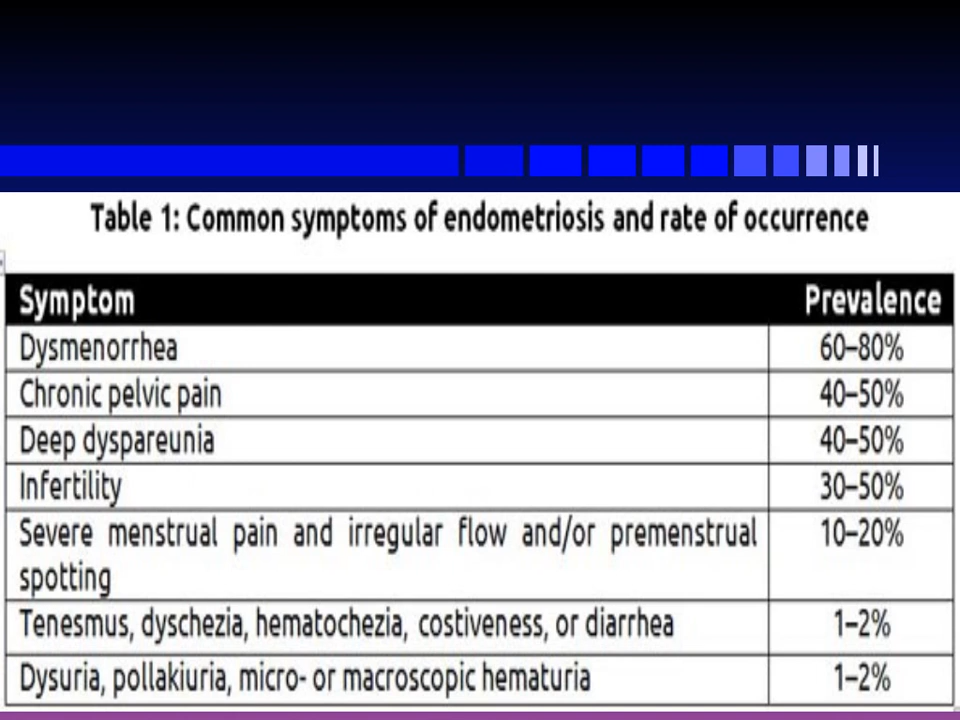 Table 1: Common symptoms of endometriosis and rate of occurrence
Symptom Prevalence
Dysmenorrhea 60–80%
Chronic pelvic pain 40–50%
Deep dyspareunia 40–50%
Infertility 30–50%
Severe menstrual pain and irregular flow and/or premenstrual 10–20%
spotting
Tenesmus, dyschezia, hematochezia, costiveness, or diarrhea 1–2%
Dysuria, pollakiuria, micro- or macroscopic hematuria 1–2%